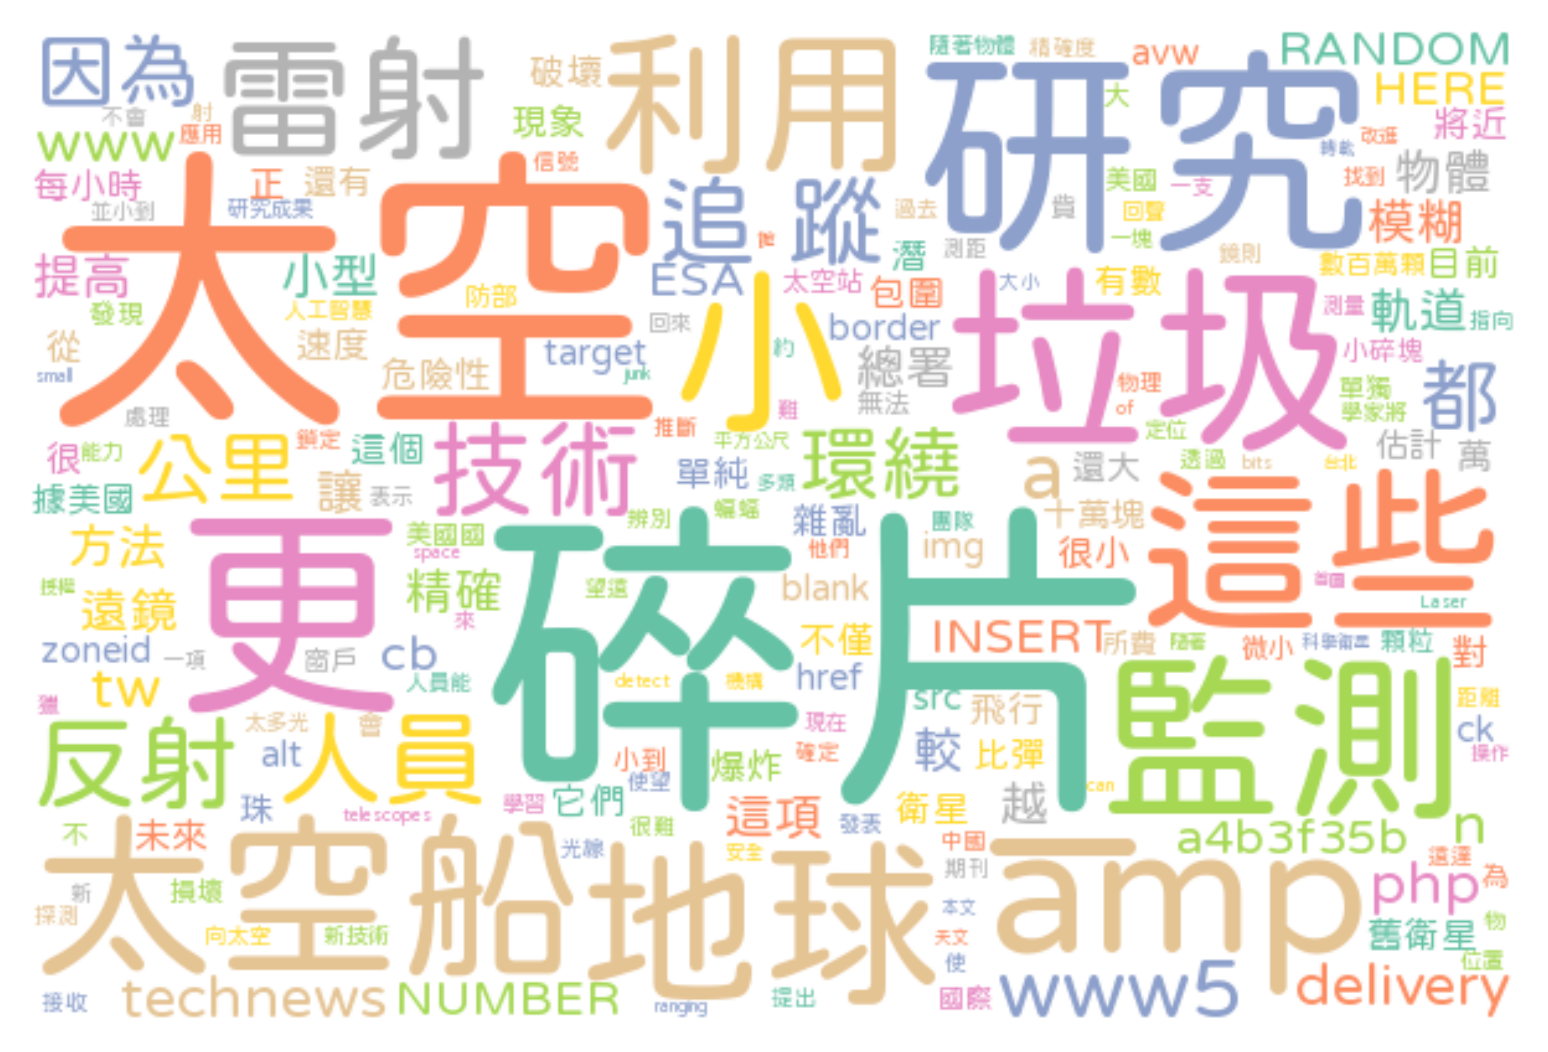 因為
雷射
破壞
利用
隨著物體
精確度
avw
RANDOM
不會
射
現象
研究
大
HERE
www
應用
信號
轉軌
改進
將近
每小時
正
還有
太空
追蹤
過去
美國
一支
貲
找到
物體
並小到
研究成果
回聲
模糊
測距
一塊
鏡則
提高
小型
ESA
太空站
潛
包圍
大小
有數
數百萬顆
目前
發現
人工智慧
防部
回來
小
border
垃圾
測量
軌道
指向
從
速度
target
約
總署
小碎塊
small
危險性
junk
無法
物理
of
單獨
學家將
都
處理
難
推斷
定位
很
能力
公里
鎖定
這個
技術
平方公尺
單純
多類
環繞
a
還大
透過
bits
台北
估計
萬
據美國
讓
表示
方法
更
美國國
space
辨別
蝙蝠
雜亂
團隊
他們
十萬塊
img
很小
這些
授權
遠鏡
精確
來
望遠
碎片
blank
首圖
Laser
zoneid
一項
窗戶
cb
不僅
INSERT
所費
隨著
微小
科學衛星
顆粒
對
tw
人員能
detect
機構
href
src
飛行
監測
距離
反射
太多光
會
人員
alt
小到
使望
爆炸
現在
確定
較
比彈
ck
操作
珠
telescopes
學習
它們
很難
這項
發表
衛星
越
can
不
未來
光線
安全
中國
a4b3f35b
n
太空船
地球
期刊
amp
遠達
php
為
新
損壞
探測
本文
向太空
新技術
天文
舊衛星
物
使
位置
接收
technews
NUMBER
ranging
提出
國際
www5
delivery